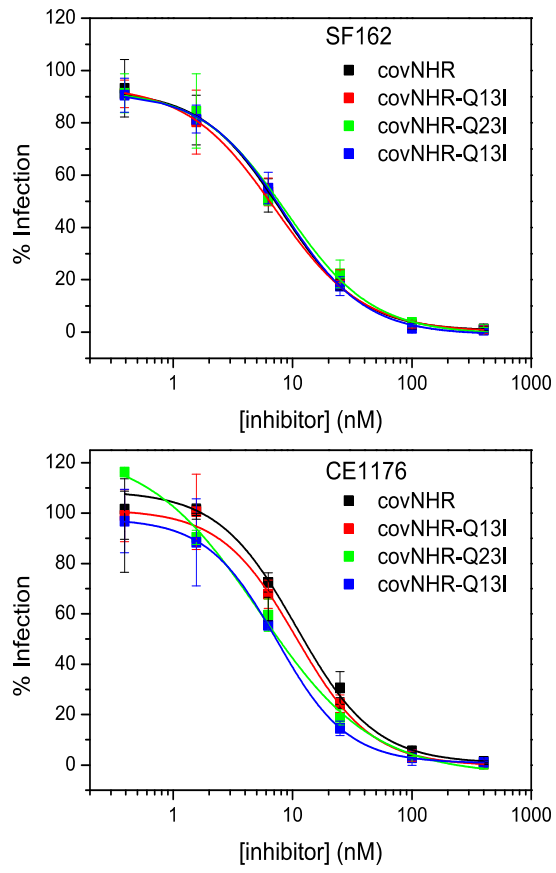 SF162
covNHR
covNHR-Q13I
covNHR-Q23I
covNHR-Q13I
120
100
80
60
40
20
0
% Infection
1
10
100
1000
[inhibitor] (nM)
CE1176
covNHR
covNHR-Q13I
covNHR-Q23I
covNHR-Q13I
120
100
80
60
40
20
0
% Infection
1
10
100
1000
[inhibitor] (nM)